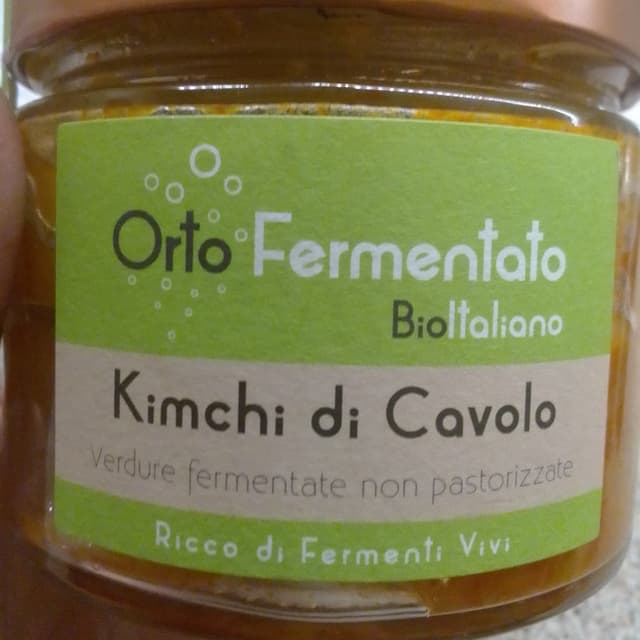 Orto Fermentato
BioItaliano
Kimchi di Cavolo
Verdure fermentate non pastorizzate
Ricco di Fermenti Vivi